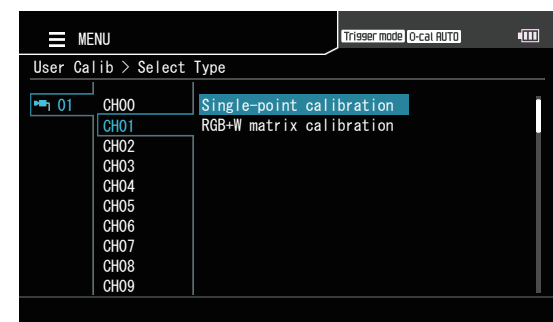 MENU
Trigger mode 0-cal AUTO
User Calib > Select Type
01 CH00 Single-point calibration
CH01 RGB+W matrix calibration
CH02
CH03
CH04
CH05
CH06
CH07
CH08
CH09